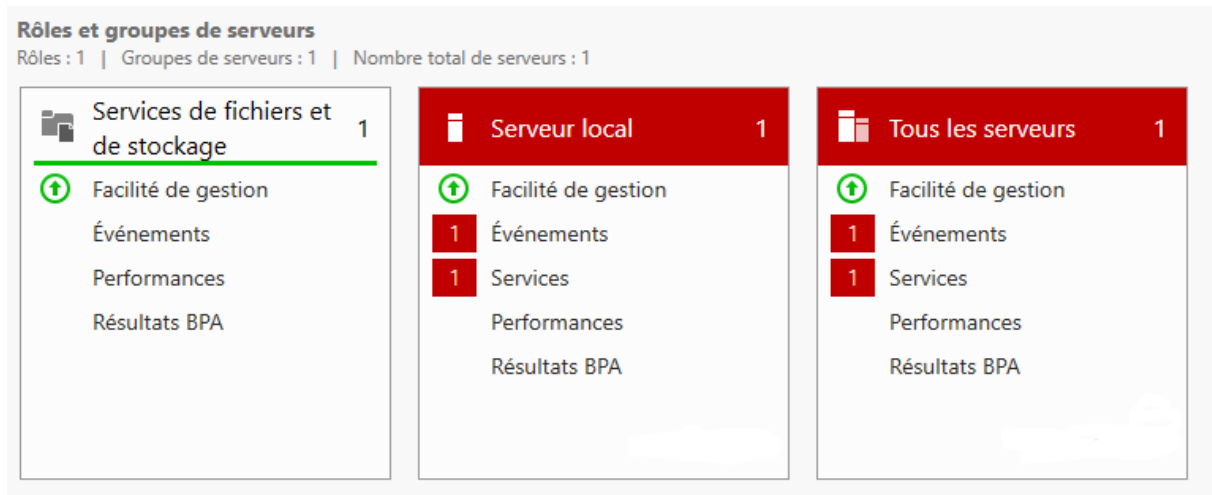 Rôles et groupes de serveurs
Rôles : 1 | Groupes de serveurs : 1 | Nombre total de serveurs : 1
Services de fichiers et
de stockage 1
Facilité de gestion
Événements
Performances
Résultats BPA
Serveur local 1
Facilité de gestion
1 Événements
1 Services
Performances
Résultats BPA
Tous les serveurs 1
Facilité de gestion
1 Événements
1 Services
Performances
Résultats BPA